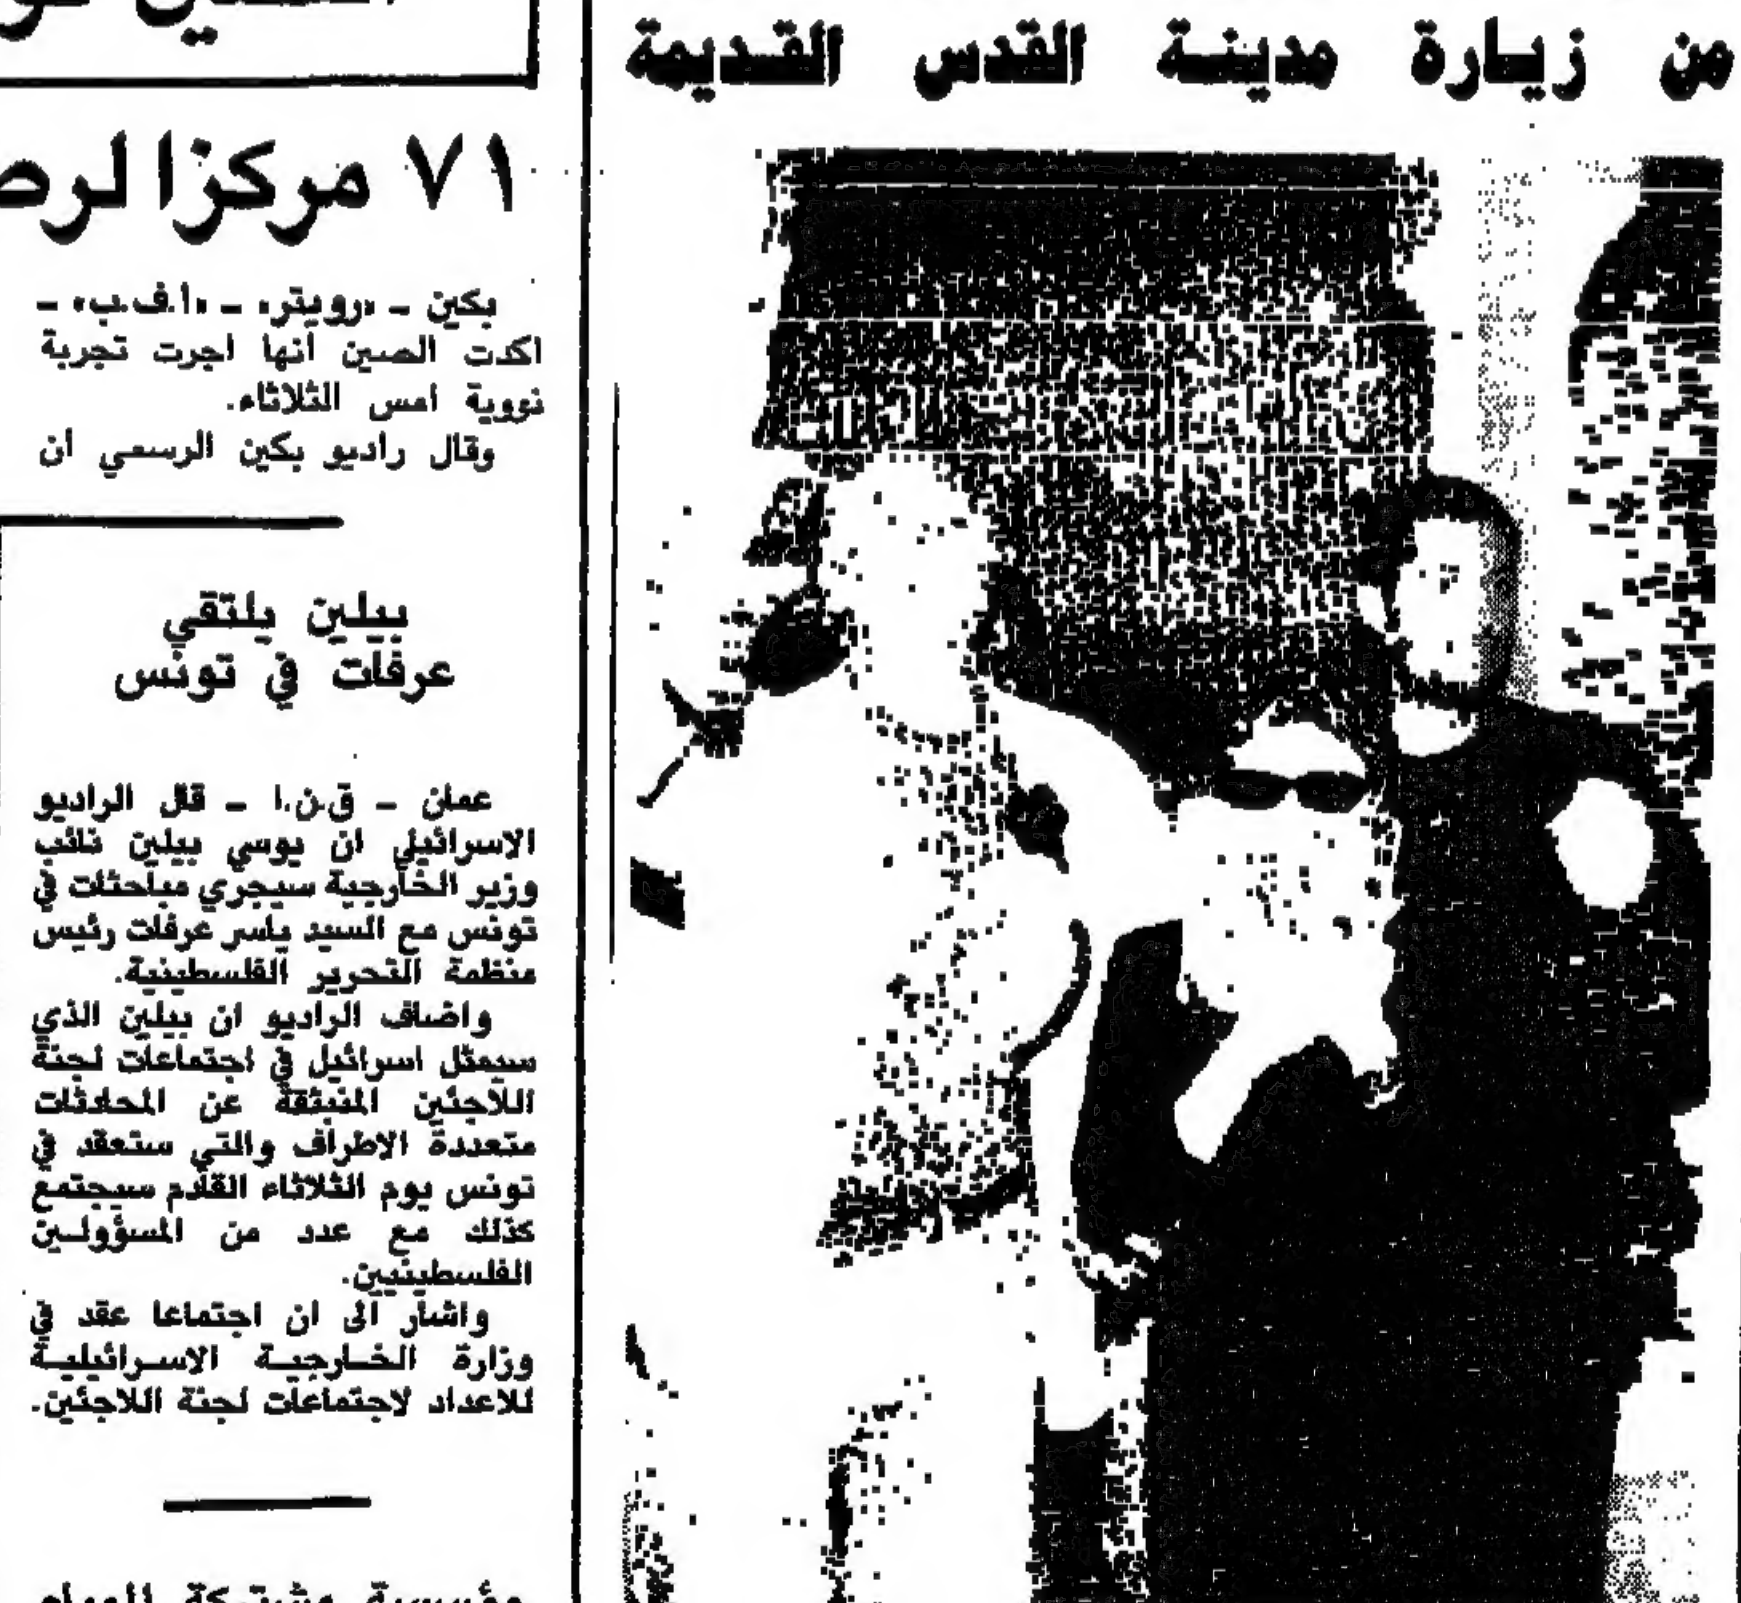 من زيارة مدينة القدس القديمة
٧١ مركزا لرص
بكين - «رويتر» - «ا.ف.ب» -
اكدت الصين انها اجرت تجربة
نووية امس الثلاثاء.
وقال راديو بكين الرسمي ان
بيلين يلتقي
عرفات في تونس
عمان - ق.ن.ا - قال الراديو
الاسرائيلي ان يوسي بيلين نائب
وزير الخارجية سيجري مباحثات في
تونس مع السيد ياسر عرفات رئيس
منظمة التحرير الفلسطينية.
واضاف الراديو ان بيلين الذي
سيمثل اسرائيل في اجتماعات لجنة
اللاجئين المنبثقة عن المحادثات
متعددة الاطراف والتي ستعقد في
تونس يوم الثلاثاء القادم سيجتمع
كذلك مع عدد من المسؤولين
الفلسطينيين.
واشار الى ان اجتماعا عقد في
وزارة الخارجية الاسرائيلية
للاعداد لاجتماعات لجنة اللاجئين.